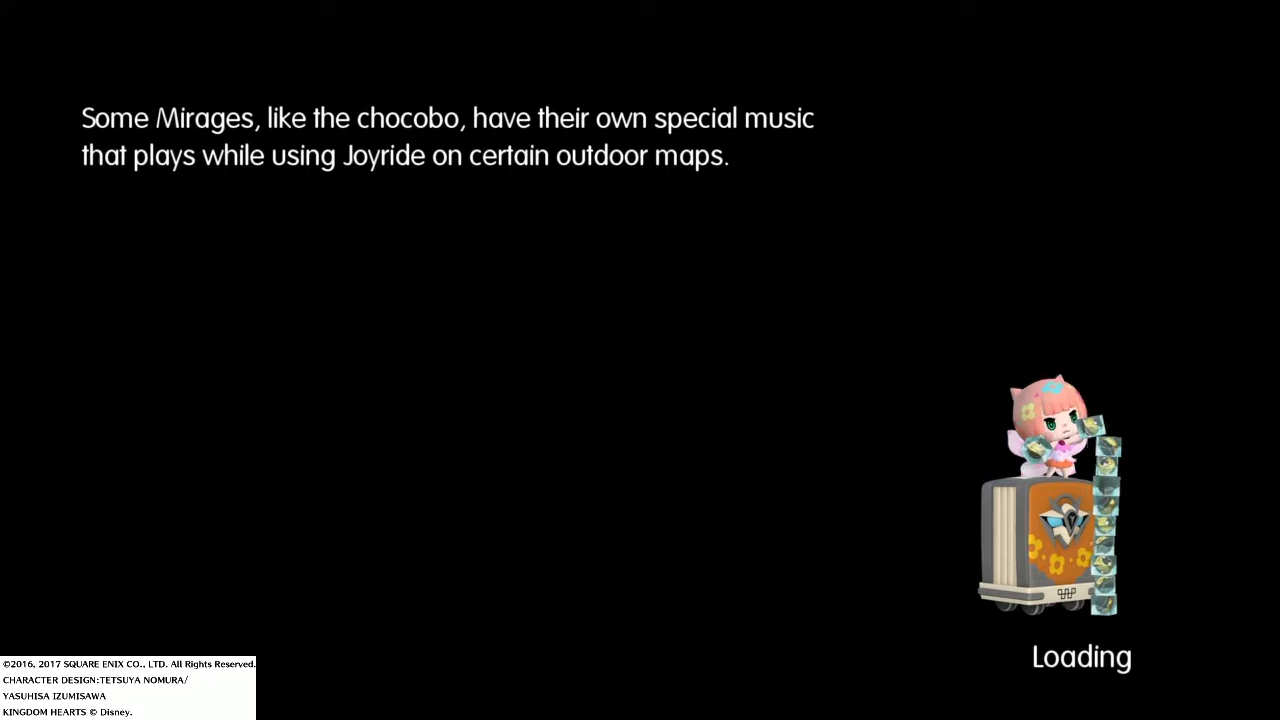 Some Mirages, like the chocobo, have their own special music
that plays while using Joyride on certain outdoor maps.
Loading
©2016, 2017 SQUARE ENIX CO., LTD. All Rights Reserved.
CHARACTER DESIGN:TETSUYA NOMURA/
YASUHISA IZUMISAWA
KINGDOM HEARTS © Disney.